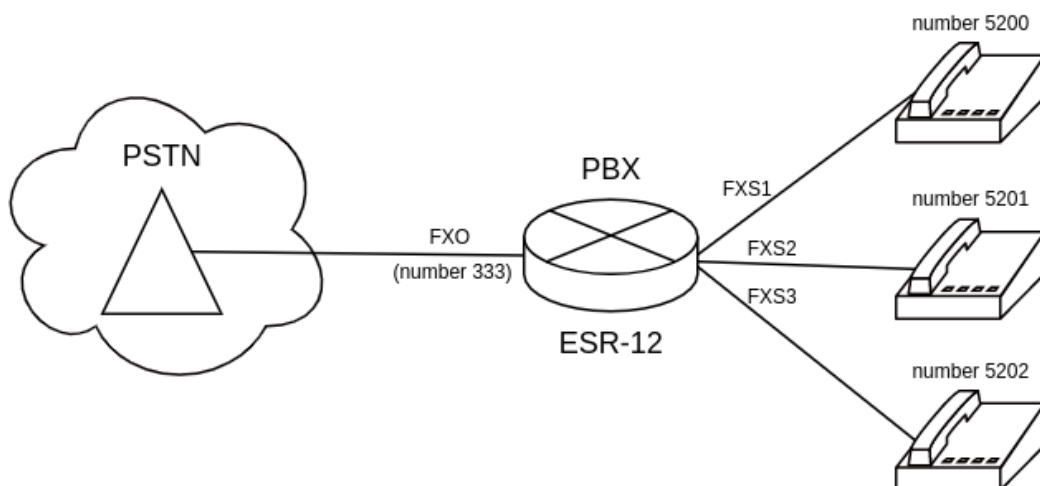 number 5200
PSTN
PBX
FXS1
number 5201
FXO
(number 333)
FXS2
FXS3
ESR-12
number 5202